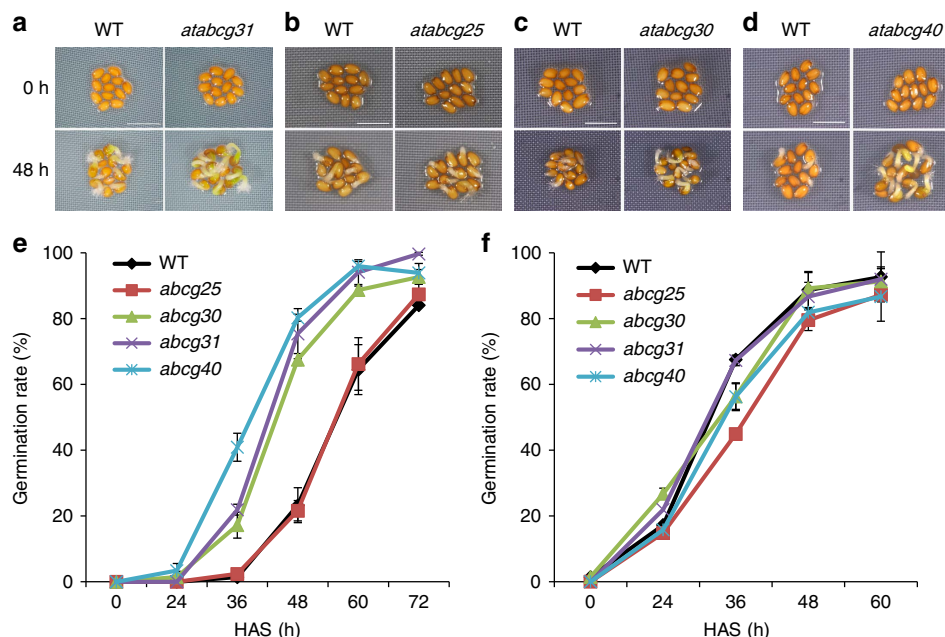 a WT atabcg31 b WT atabcg25 c WT atabcg30 d WT atabcg40
0 h
48 h
e
100
80
60
40
20
0
Germination rate (%)
WT
abcg25
abcg30
abcg31
abcg40
0 24 36 48 60 72
HAS (h)
f
100
80
60
40
20
0
Germination rate (%)
WT
abcg25
abcg30
abcg31
abcg40
0 24 36 48 60
HAS (h)